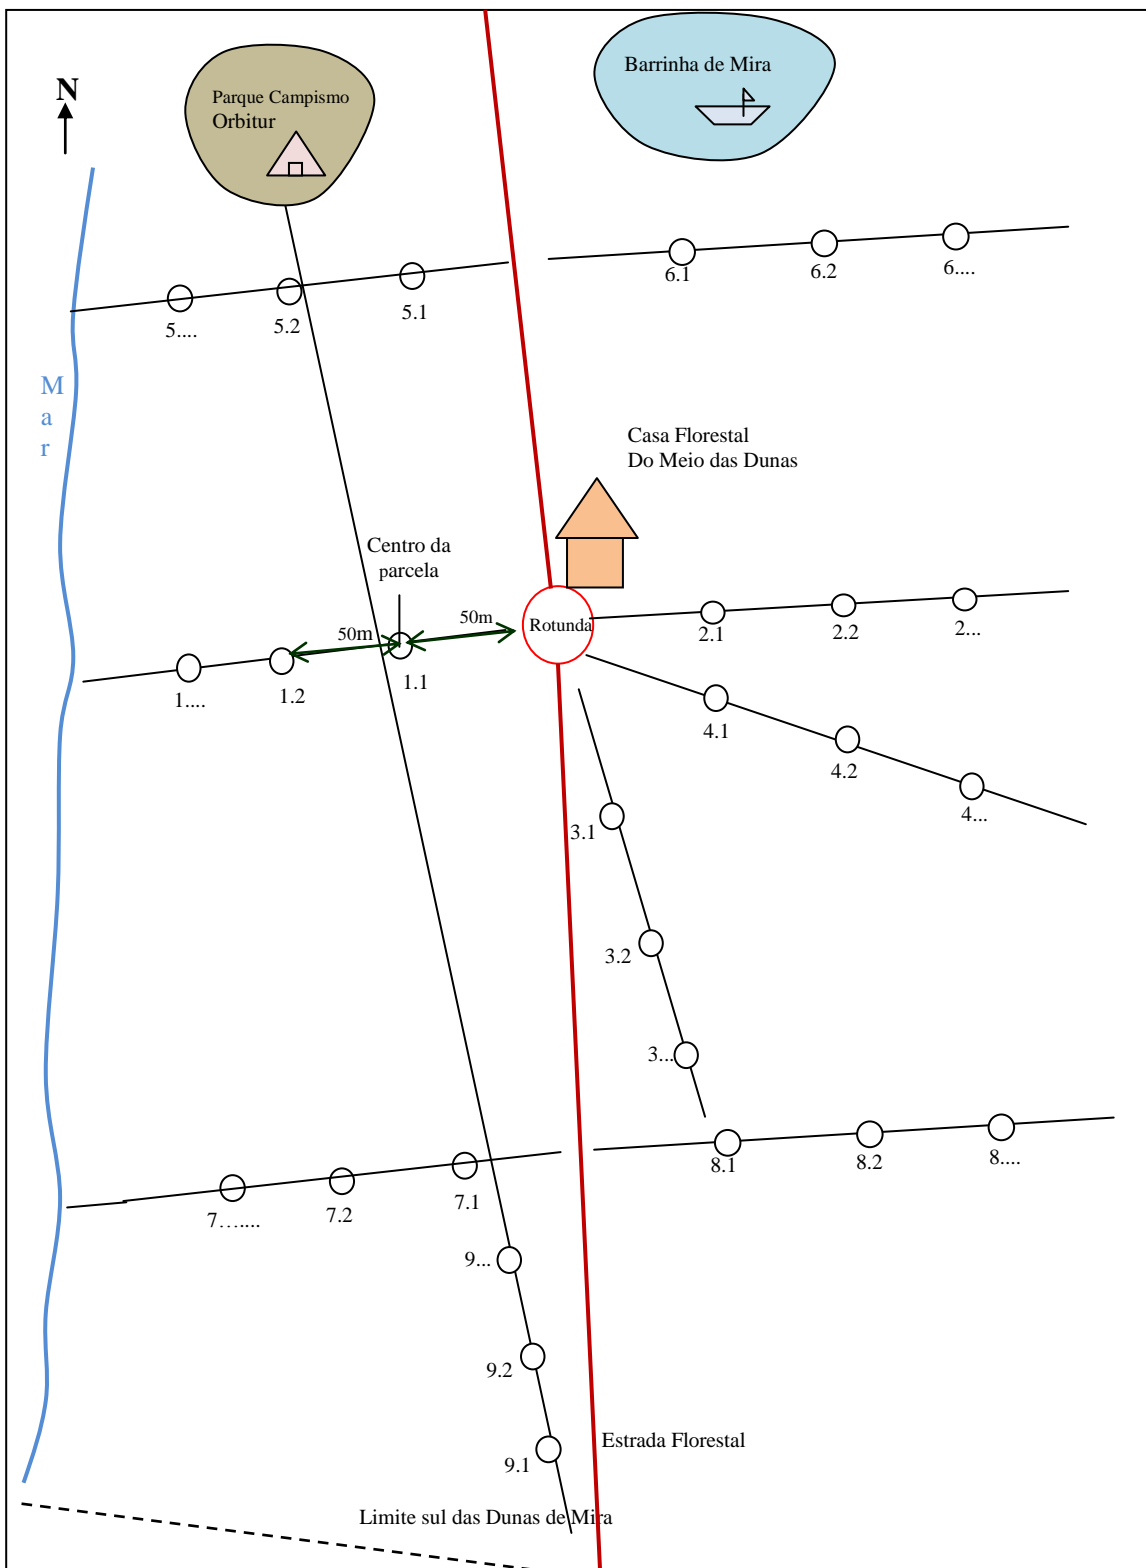 N
Parque Campismo
Orbitur
Barrinha de Mira
6.1
6.2
6....
5....
5.2
5.1
M
a
r
Casa Florestal
Do Meio das Dunas
Centro da
parcela
50m
50m
Rotunda
1....
1.2
1.1
2.1
2.2
2...
4.1
4.2
4...
3.1
3.2
3...
7........
7.2
7.1
8.1
8.2
8....
9...
9.2
9.1
Estrada Florestal
Limite sul das Dunas de Mira